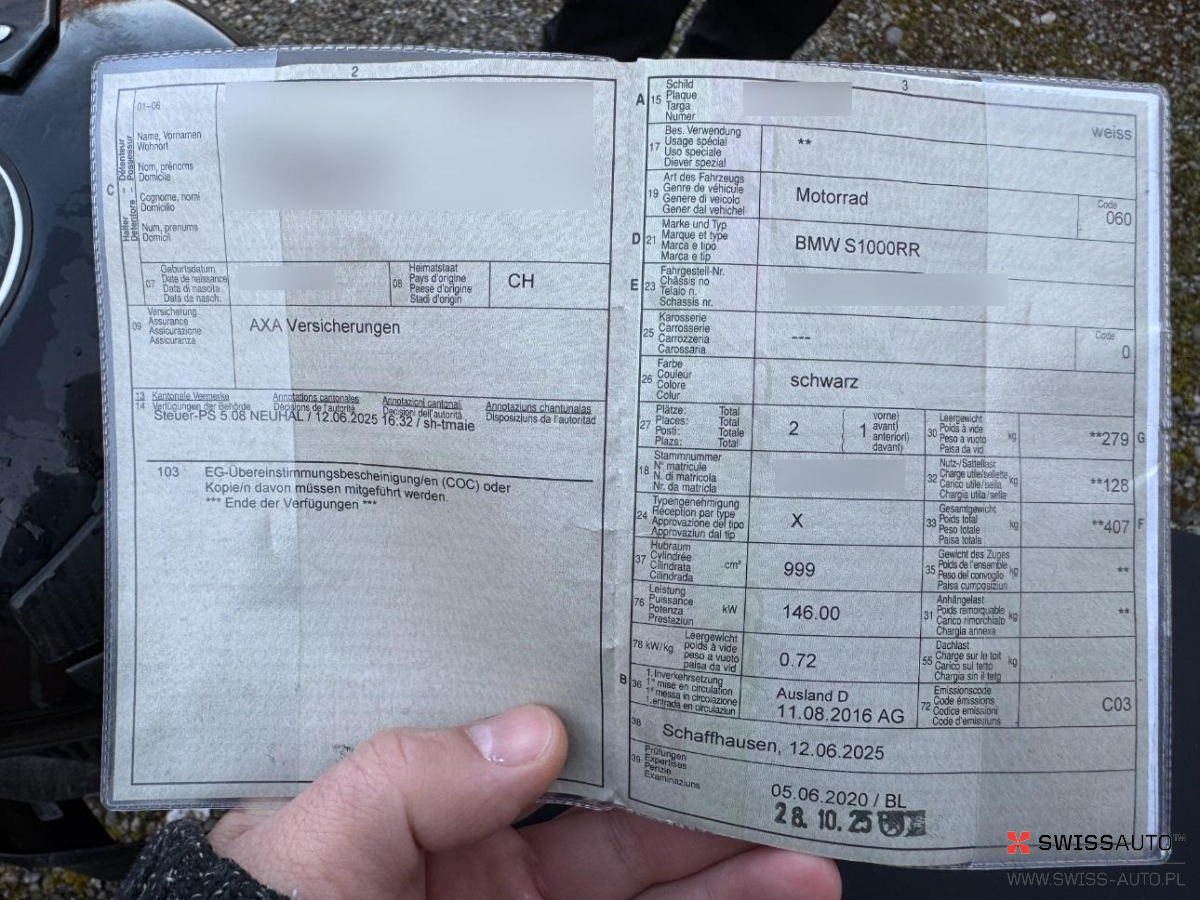 2
01–06
Name, Vornamen
Wohnort
Nom, prénoms
Domicile
Cognome, nomi
Domicilio
Num, prenums
Domicil
C
Halter Détenteur
Detentore Possessur
07
Geburtsdatum
Date de naissance
Data di nascita
Data da nasch.
08
Heimatstaat
Pays d'origine
Paese d'origine
Stadi d'origin
CH
09
Versicherung
Assurance
Assicurazione
Assicuranza
AXA Versicherungen
13 Kantonale Vermerke Annotations cantonales Annotazioni cantonali Annotaziuns chantunalas
14 Verfügungen der Behörde Décisions de l'autorité Decisioni dell'autorità Disposiziuns da l'autoritad
Steuer-PS 5.08 NEUHAL / 12.06.2025 16.32 / sh-tmaie
103 EG-Übereinstimmungsbescheinigung/en (COC) oder
Kopie/n davon müssen mitgeführt werden.
*** Ende der Verfügungen ***
3
A 15
Schild
Plaque
Targa
Numer
weiss
17
Bes. Verwendung
Usage spécial
Uso speciale
Diever spezial
**
19
Art des Fahrzeugs
Genre de véhicule
Genere di veicolo
Gener dal vehichel
Motorrad
Code
060
D 21
Marke und Typ
Marque et type
Marca e tipo
Marca e tip
BMW S1000RR
E 23
Fahrgestell-Nr.
Châssis no
Telaio n.
Schassis nr.
25
Karosserie
Carrosserie
Carrozzeria
Carossaria
---
Code
0
26
Farbe
Couleur
Colore
Colur
schwarz
27
Plätze: Total
Places: Total
Posti: Totale
Plazs: Total
2
1
vorne)
avant)
anteriori)
davant)
30
Leergewicht
Poids à vide
Peso a vuoto
Paisa da vid
kg
**279 G
18
Stammnummer
N° matricule
N. di matricola
Nr. da matricla
32
Nutz-/Sattellast
Charge utile/sellette
Carico utile/sella
Chargia utila/sella
kg
**128
24
Typengenehmigung
Réception par type
Approvazione del tipo
Approvaziun dal tip
X
33
Gesamtgewicht
Poids total
Peso totale
Paisa totala
kg
**407 F
37
Hubraum
Cylindrée
Cilindrata
Cilindrada
cm³
999
35
Gewicht des Zuges
Poids de l'ensemble
Peso del convoglio
Paisa cumposiziun
kg
**
76
Leistung
Puissance
Potenza
Prestaziun
kW
146.00
31
Anhängelast
Poids remorquable
Carico rimorchiato
Chargia annexa
kg
**
78 kW/kg
Leergewicht
poids à vide
peso a vuoto
paisa da vid
0.72
55
Dachlast
Charge sur le toit
Carico sul tetto
Chargia sin il tetg
kg
B 36
1. Inverkehrsetzung
1re mise en circulation
1a messa in circolazione
1. entrada en circulaziun
Ausland D
11.08.2016 AG
72
Emissionscode
Code émissions
Codice emissioni
Code d'emissiuns
C03
38
Schaffhausen, 12.06.2025
39
Prüfungen
Expertises
Perizie
Examinaziuns
05.06.2020 / BL
28. 10. 25
SWISSAUTO™
WWW.SWISS-AUTO.PL